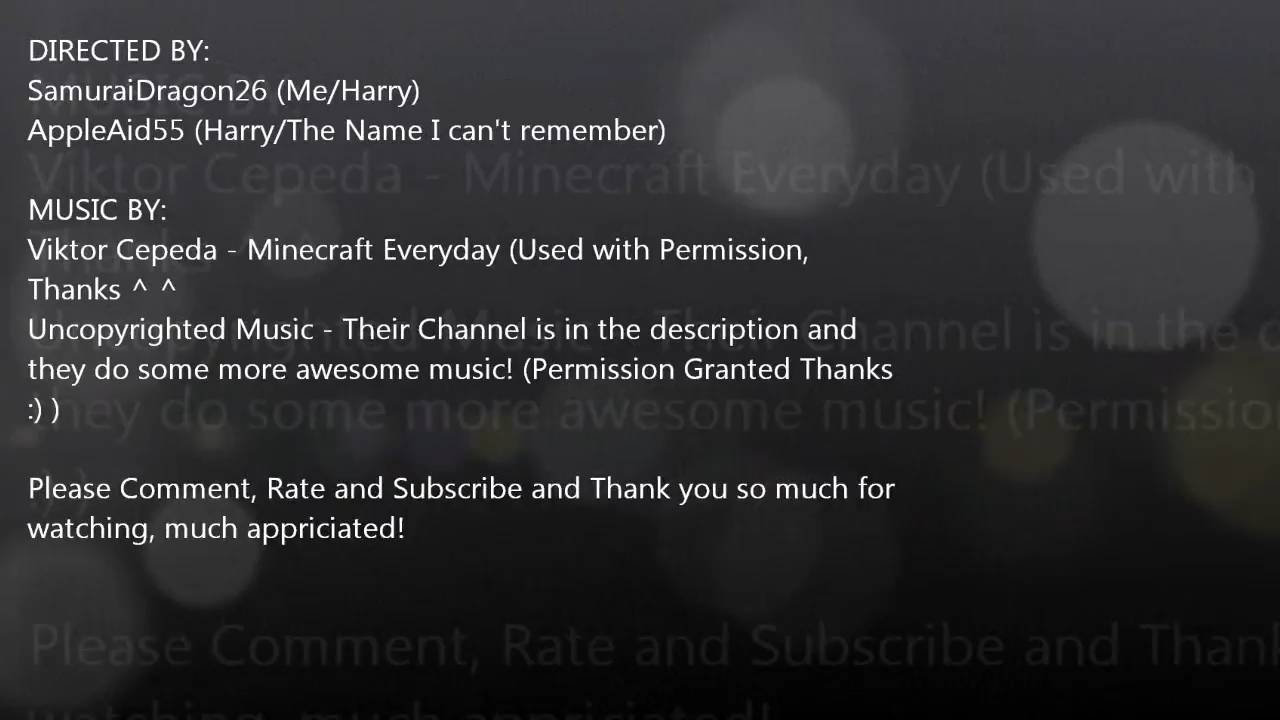 DIRECTED BY:
SamuraiDragon26 (Me/Harry)
AppleAid55 (Harry/The Name I can't remember)
MUSIC BY:
Viktor Cepeda - Minecraft Everyday (Used with Permission,
Thanks ^ ^
Uncopyrighted Music - Their Channel is in the description and
they do some more awesome music! (Permission Granted Thanks
:) )
Please Comment, Rate and Subscribe and Thank you so much for
watching, much appriciated!